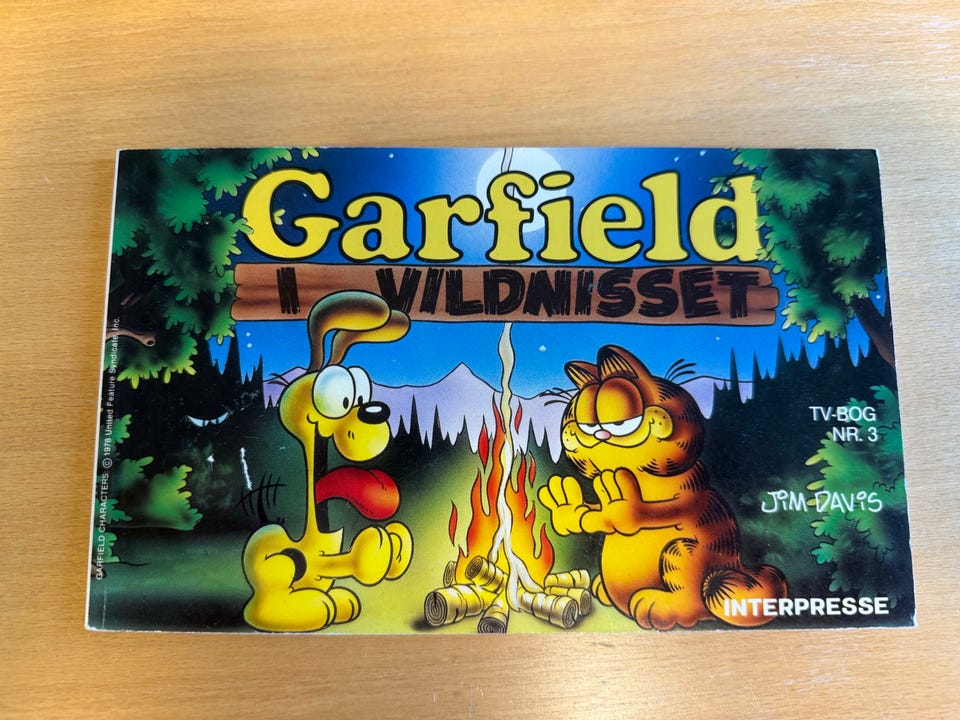 Garfield
I VILDNISSET
TV-BOG
NR. 3
JIM DAVIS
INTERPRESSE
GARFIELD CHARACTERS: © 1978 United Feature Syndicate, Inc.